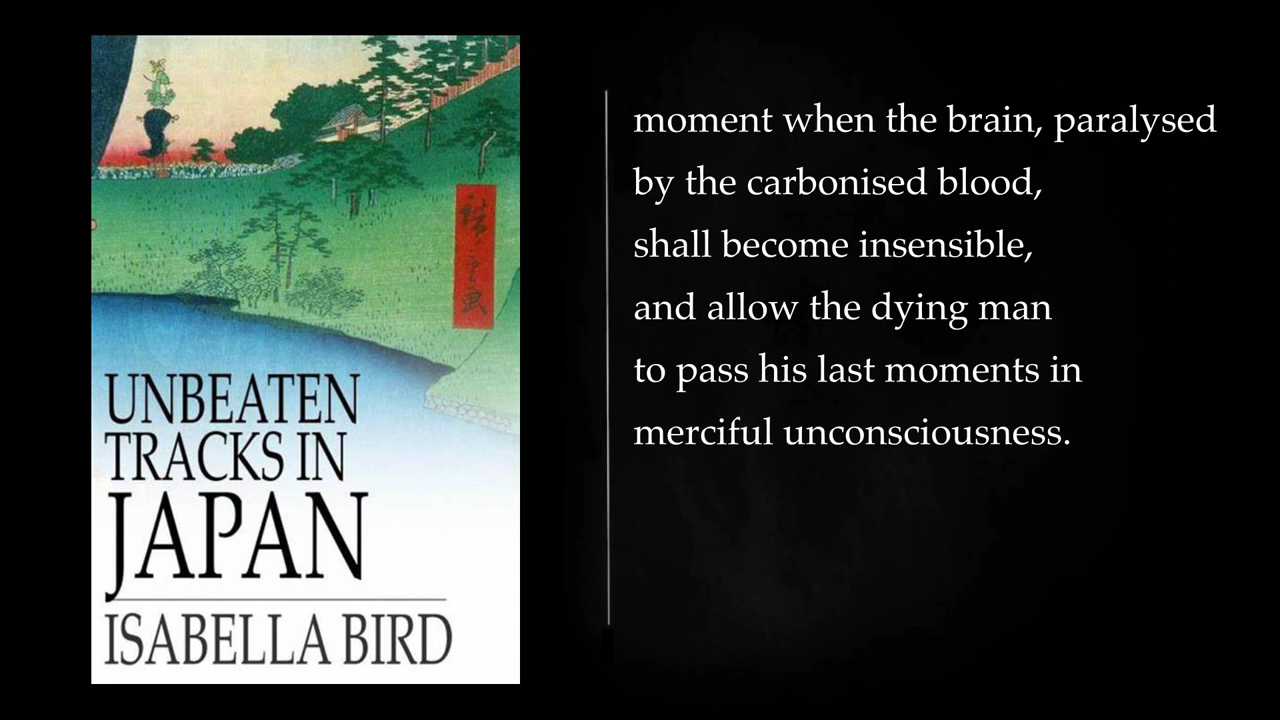 UNBEATEN
TRACKS IN
JAPAN
ISABELLA BIRD
moment when the brain, paralysed
by the carbonised blood,
shall become insensible,
and allow the dying man
to pass his last moments in
merciful unconsciousness.